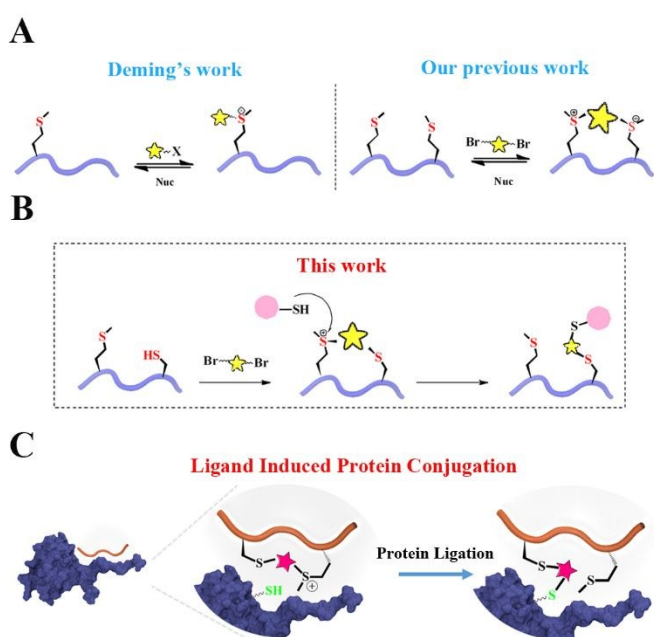 A
Deming's work
Our previous work
S
X
Nuc
S
S
S
Br Br
Nuc
S
S
B
This work
SH
S
HS
Br Br
S
S
S
S
S
C
Ligand Induced Protein Conjugation
S
S
SH
Protein Ligation
S
S
S